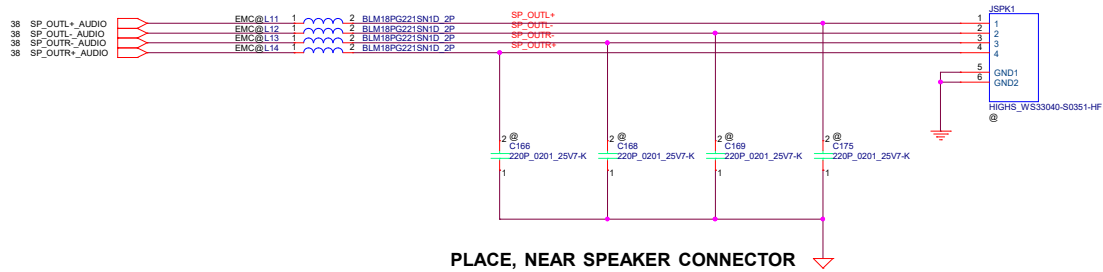 38 SP_OUTL+_AUDIO EMC@L11 1 2 BLM18PG221SN1D_2P SP_OUTL+ 1 1 JSPK1
38 SP_OUTL-_AUDIO EMC@L12 1 2 BLM18PG221SN1D_2P SP_OUTL- 2 2
38 SP_OUTR-_AUDIO EMC@L13 1 2 BLM18PG221SN1D_2P SP_OUTR- 3 3
38 SP_OUTR+_AUDIO EMC@L14 1 2 BLM18PG221SN1D_2P SP_OUTR+ 4 4
5 GND1
6 GND2
HIGHS_WS33040-S0351-HF
@
2 @ 2 @ 2 @ 2 @
C166 C168 C169 C175
220P_0201_25V7-K 220P_0201_25V7-K 220P_0201_25V7-K 220P_0201_25V7-K
1 1 1 1
PLACE, NEAR SPEAKER CONNECTOR